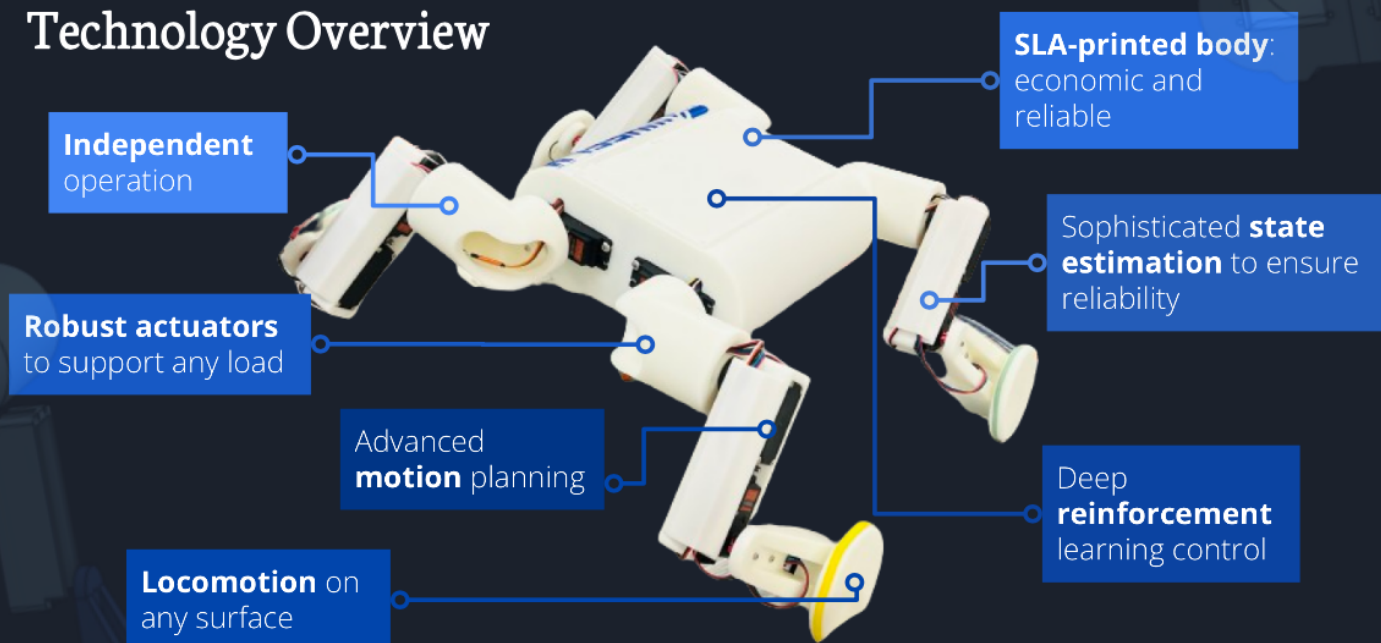 Technology Overview
SLA-printed body:
economic and
reliable
Independent
operation
Sophisticated state
estimation to ensure
reliability
Robust actuators
to support any load
Advanced
motion planning
Deep
reinforcement
learning control
Locomotion on
any surface